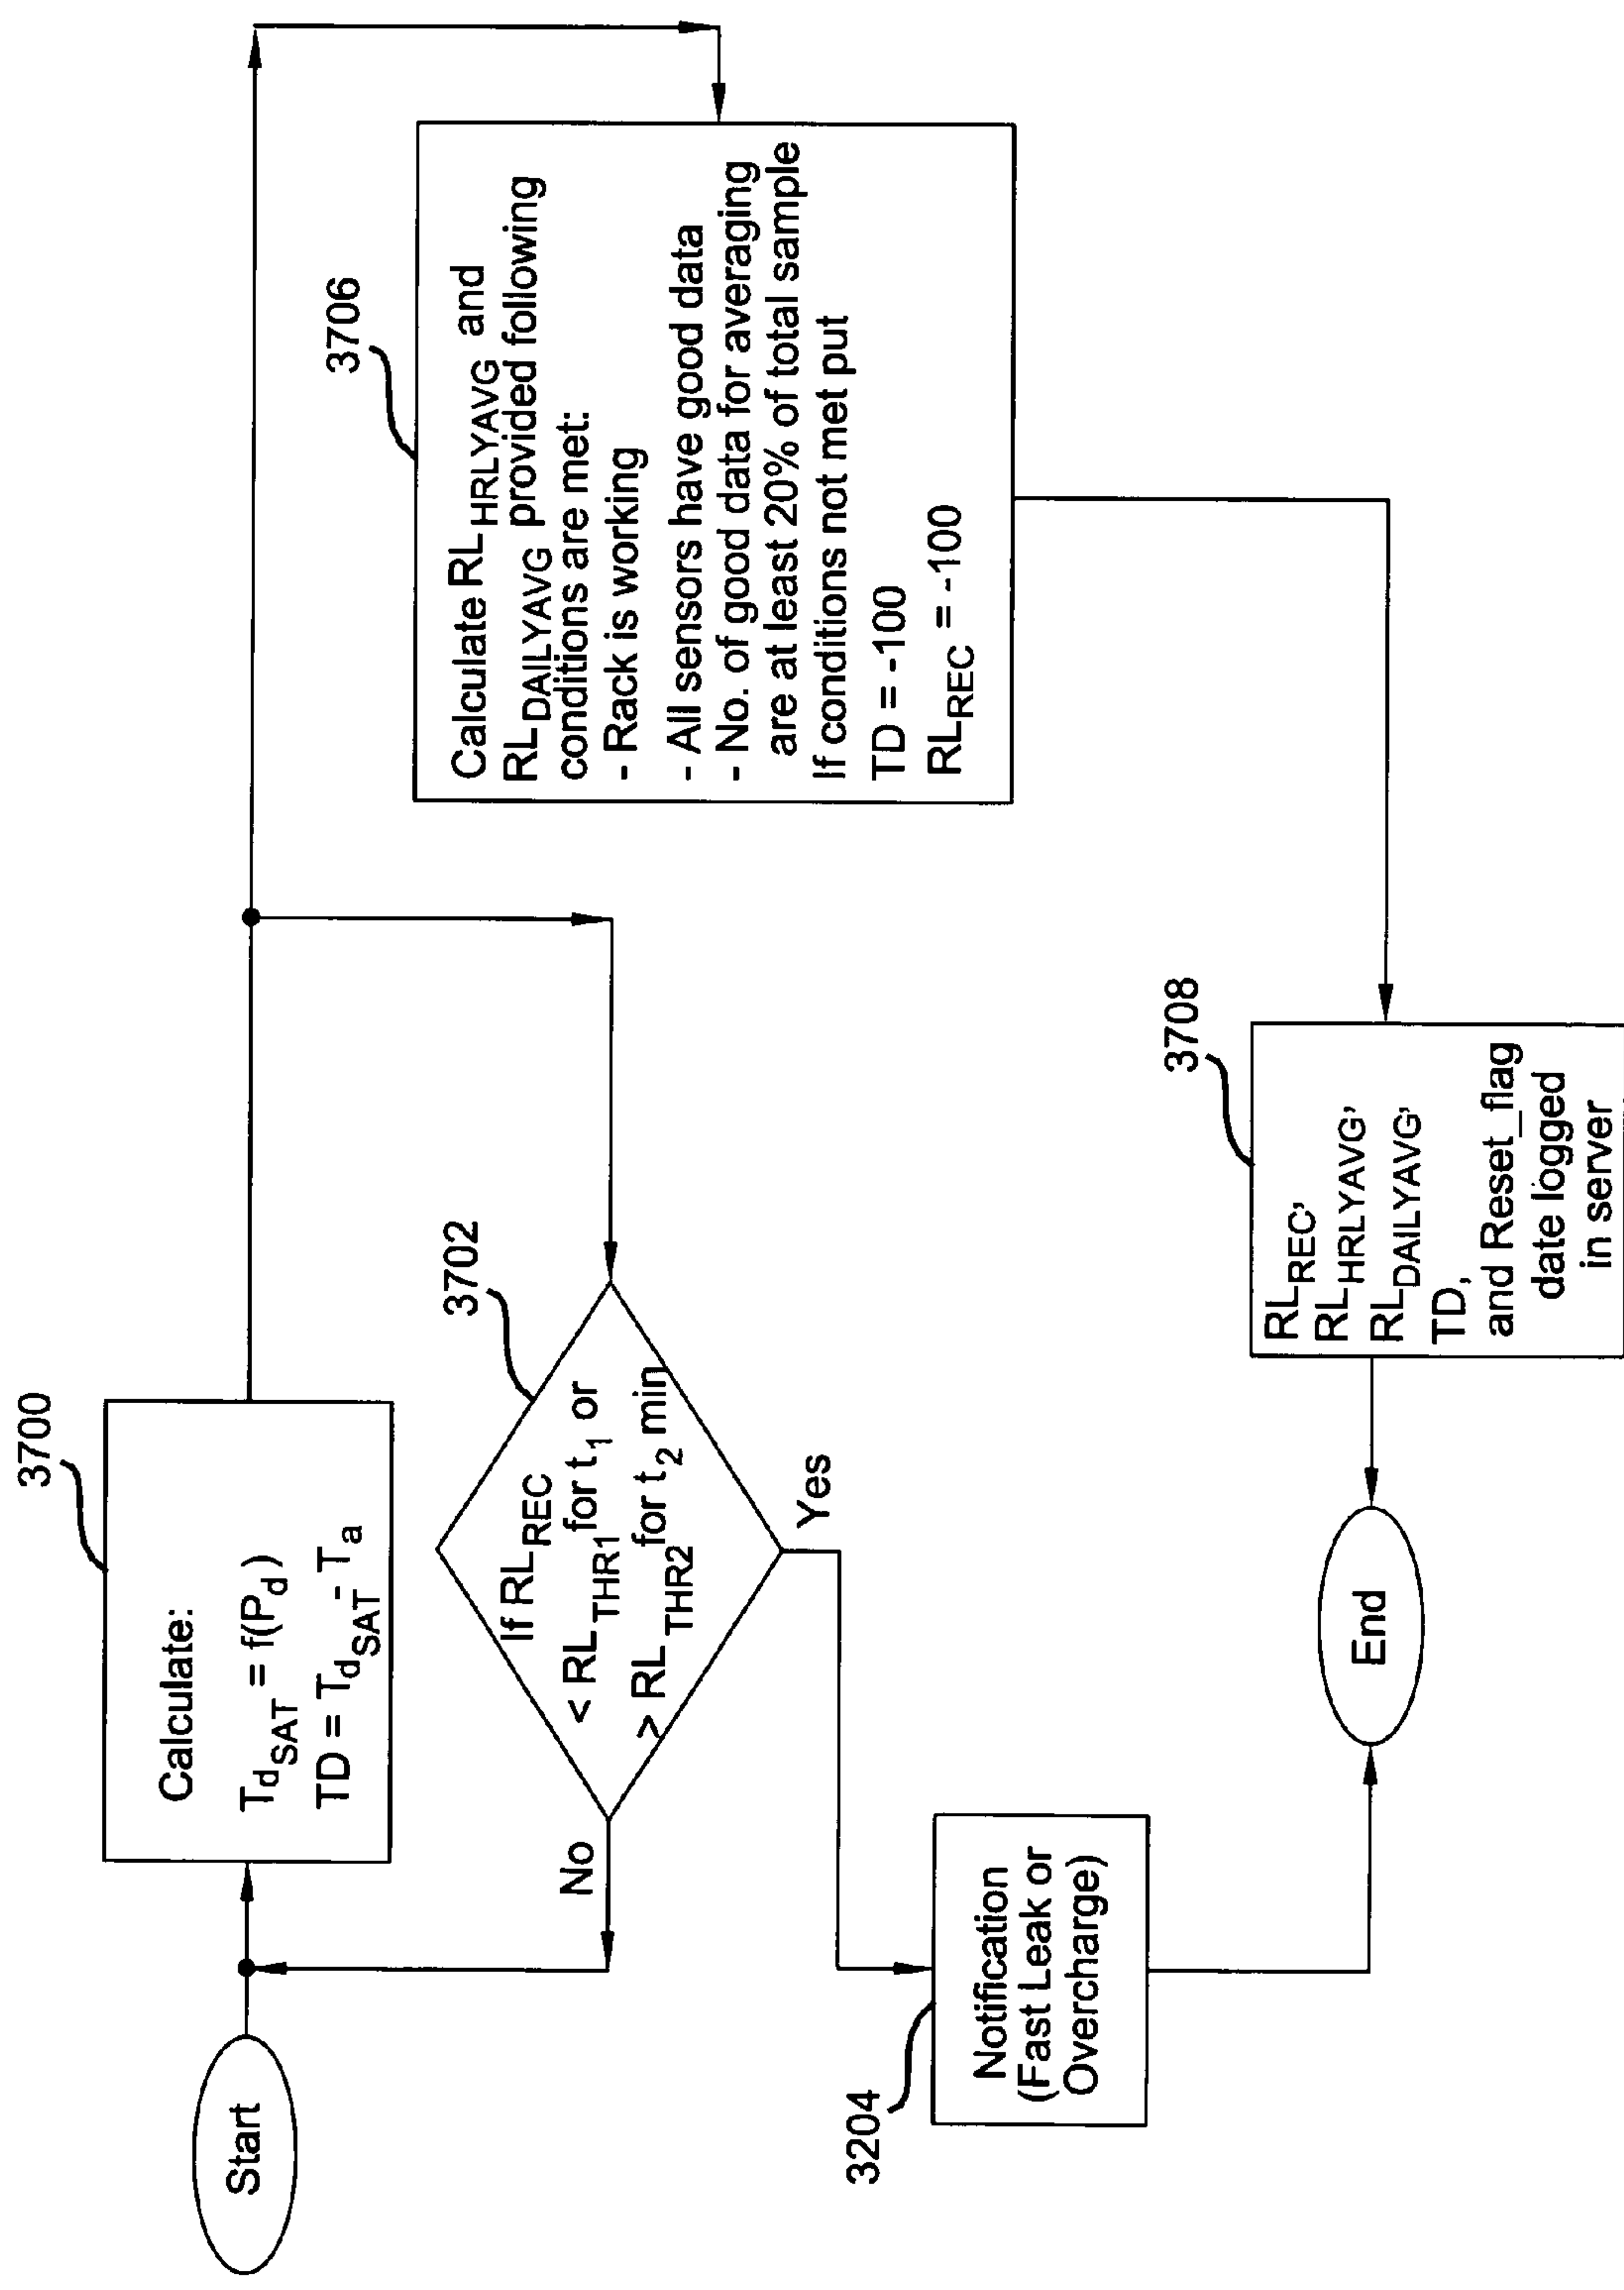 Start
3700
Calculate:
TdSAT = f(Pd)
TD = TdSAT - Ta
3702
If RLREC
< RLTHR1 for t1 or
> RLTHR2 for t2 min
No
Yes
3204
Notification
(Fast Leak or
Overcharge)
3706
Calculate RLHRLYAVG and
RLDAILYAVG provided following
conditions are met:
- Rack is working
- All sensors have good data
- No. of good data for averaging
are at least 20% of total sample
If conditions not met put
TD = -100
RLREC = -100
3708
RLREC,
RLHRLYAVG,
RLDAILYAVG,
TD,
and Reset_flag
date logged
in server
End